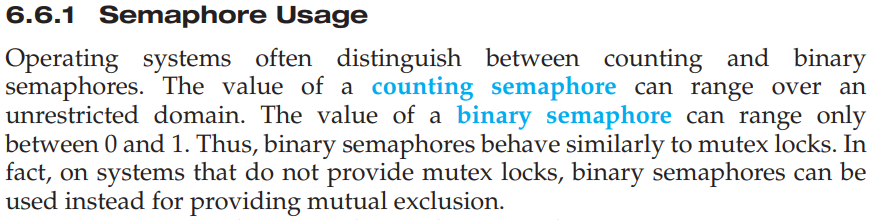 6.6.1 Semaphore Usage
Operating systems often distinguish between counting and binary
semaphores. The value of a counting semaphore can range over an
unrestricted domain. The value of a binary semaphore can range only
between 0 and 1. Thus, binary semaphores behave similarly to mutex locks. In
fact, on systems that do not provide mutex locks, binary semaphores can be
used instead for providing mutual exclusion.